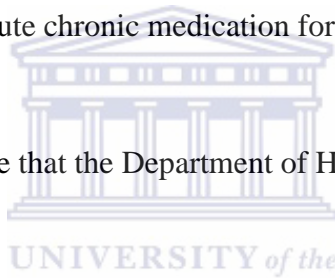 ute chronic medication for
e that the Department of H
UNIVERSITY of the